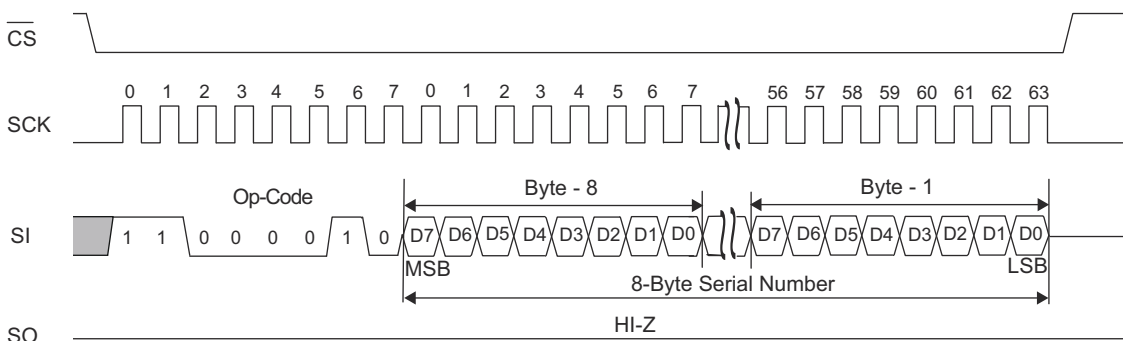 CS
0 1 2 3 4 5 6 7 0 1 2 3 4 5 6 7 56 57 58 59 60 61 62 63
SCK
Op-Code Byte - 8 Byte - 1
SI 1 1 0 0 0 0 1 0 D7 D6 D5 D4 D3 D2 D1 D0 D7 D6 D5 D4 D3 D2 D1 D0
MSB LSB
8-Byte Serial Number
HI-Z
SO